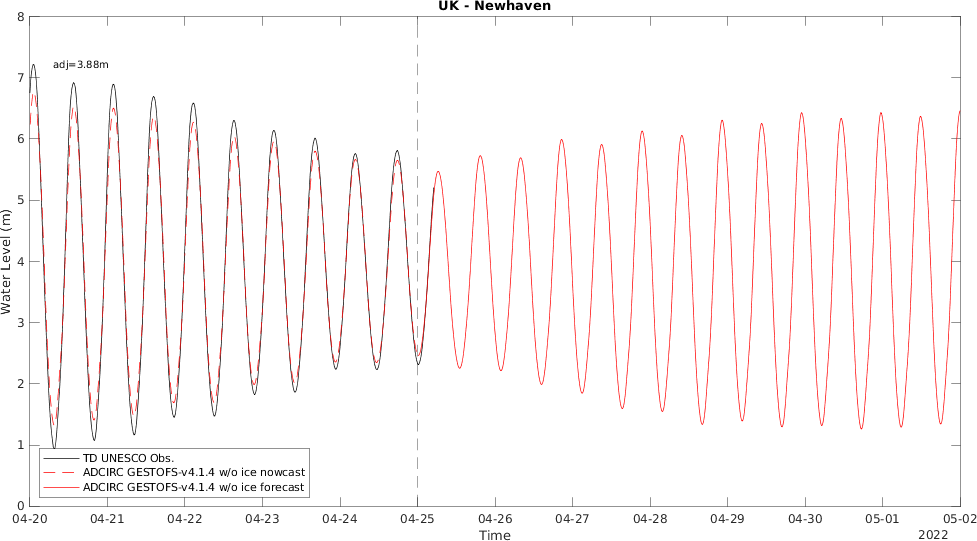 UK - Newhaven
8
7
6
5
4
3
2
1
0
Water Level (m)
adj=3.88m
TD UNESCO Obs.
ADCIRC GESTOFS-v4.1.4 w/o ice nowcast
ADCIRC GESTOFS-v4.1.4 w/o ice forecast
04-20 04-21 04-22 04-23 04-24 04-25 04-26 04-27 04-28 04-29 04-30 05-01 05-02
Time
2022